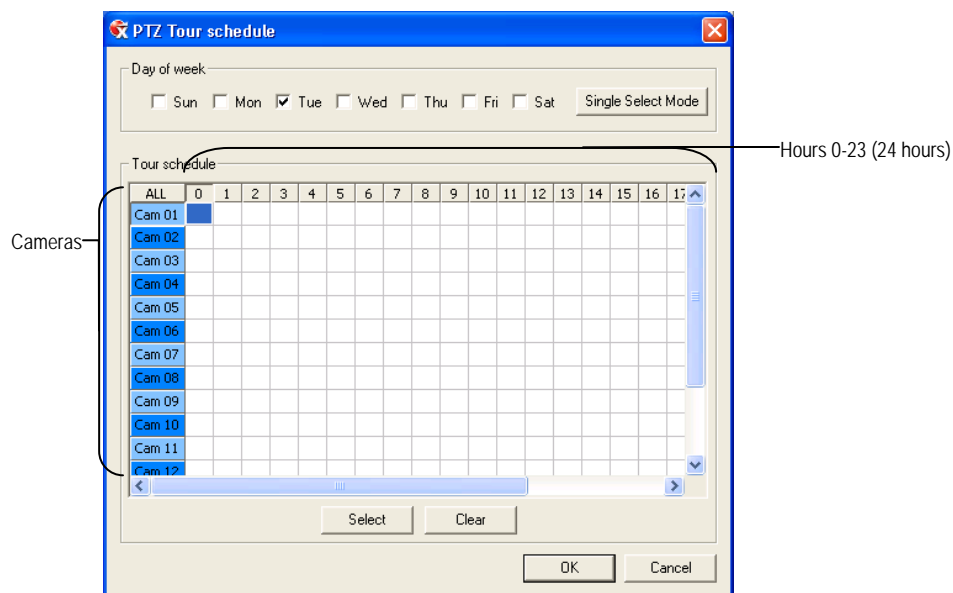 PTZ Tour schedule
Day of week
Sun Mon Tue Wed Thu Fri Sat Single Select Mode
Hours 0-23 (24 hours)
Tour schedule
ALL 0 1 2 3 4 5 6 7 8 9 10 11 12 13 14 15 16 17
Cam 01
Cameras
Cam 02
Cam 03
Cam 04
Cam 05
Cam 06
Cam 07
Cam 08
Cam 09
Cam 10
Cam 11
Cam 12
Select Clear
OK Cancel